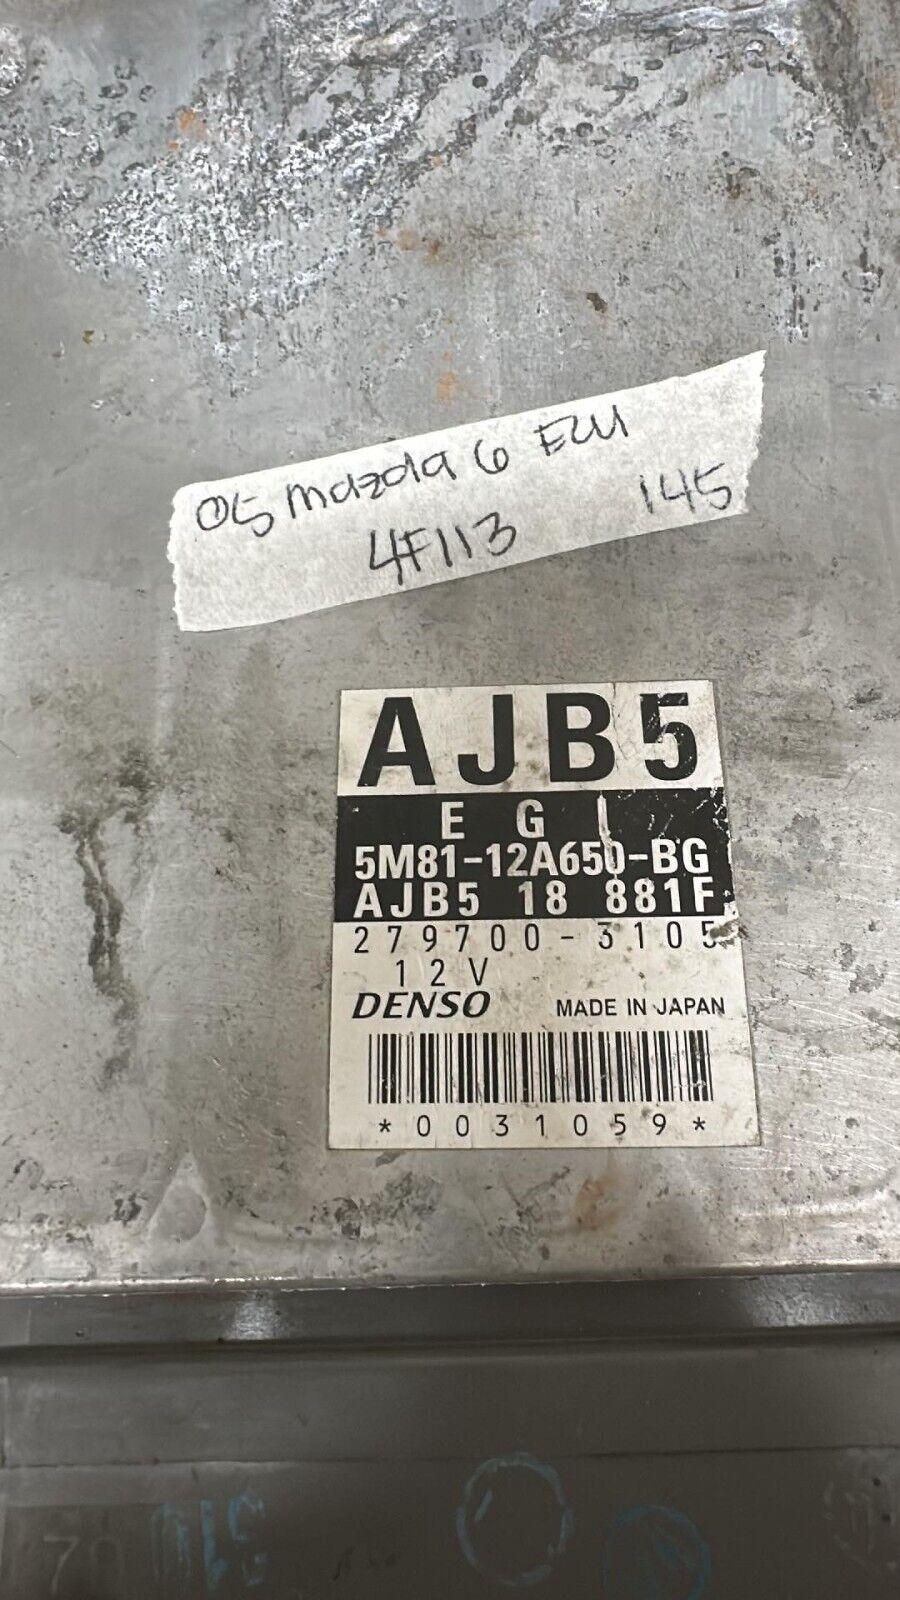 05 mazda 6 ECU
4F113 145
AJB5
E G I
5M81-12A650-BG
AJB5 18 881F
279700-3105
12V
DENSO MADE IN JAPAN
*0031059*